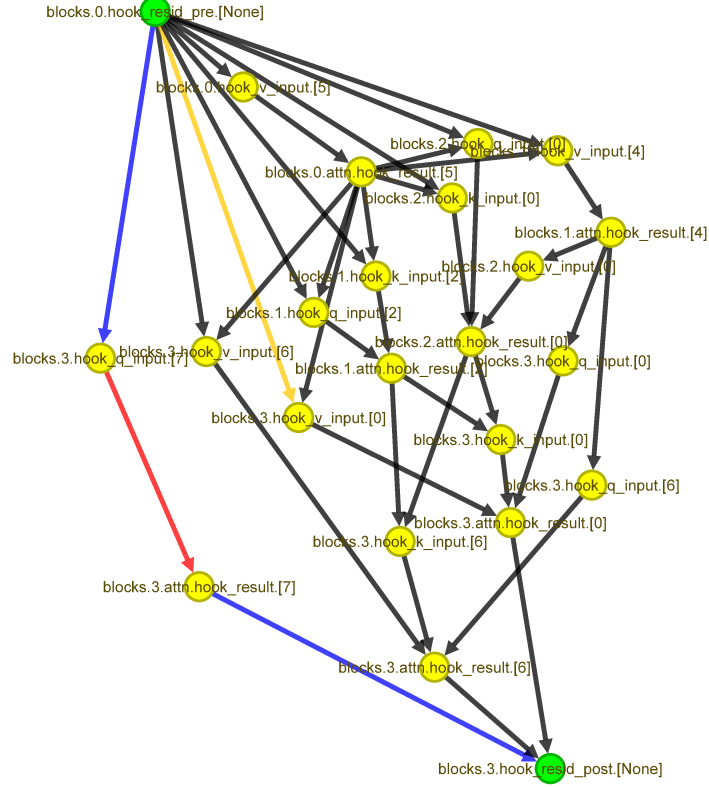 blocks.0.hook_resid_pre.[None]
blocks.0.hook_v_input.[5]
blocks.2.hook_q_input.[0]
blocks.1.hook_v_input.[4]
blocks.0.attn.hook_result.[5]
blocks.2.hook_k_input.[0]
blocks.1.attn.hook_result.[4]
blocks.2.hook_v_input.[0]
blocks.1.hook_k_input.[2]
blocks.1.hook_q_input.[2]
blocks.2.attn.hook_result.[0]
blocks.3.hook_q_input.[7]
blocks.3.hook_v_input.[6]
blocks.3.hook_q_input.[0]
blocks.1.attn.hook_result.[2]
blocks.3.hook_v_input.[0]
blocks.3.hook_k_input.[0]
blocks.3.hook_q_input.[6]
blocks.3.attn.hook_result.[0]
blocks.3.hook_k_input.[6]
blocks.3.attn.hook_result.[7]
blocks.3.attn.hook_result.[6]
blocks.3.hook_resid_post.[None]